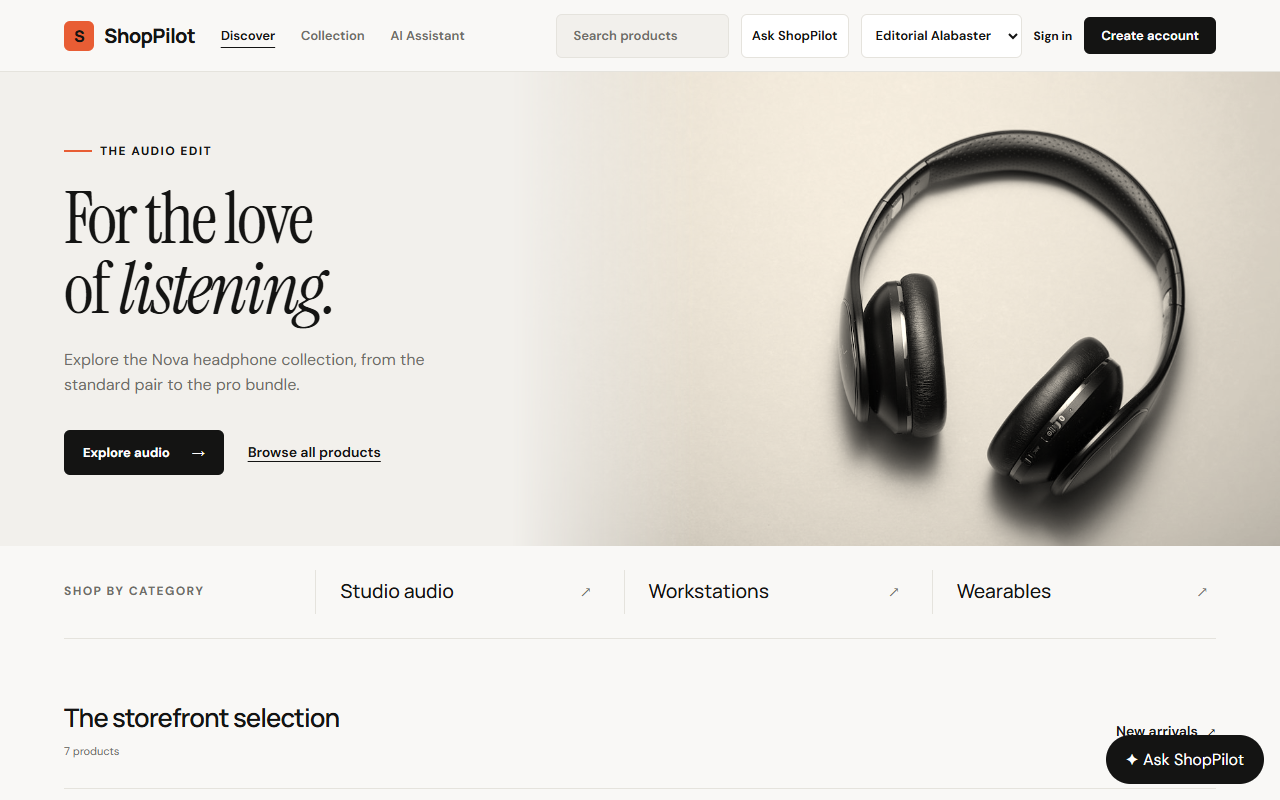 S ShopPilot Discover Collection AI Assistant Search products Ask ShopPilot Editorial Alabaster Sign in Create account
THE AUDIO EDIT
For the love
of listening.
Explore the Nova headphone collection, from the
standard pair to the pro bundle.
Explore audio → Browse all products
SHOP BY CATEGORY Studio audio ↗ Workstations ↗ Wearables ↗
The storefront selection
New arrivals ↗
7 products
✦ Ask ShopPilot